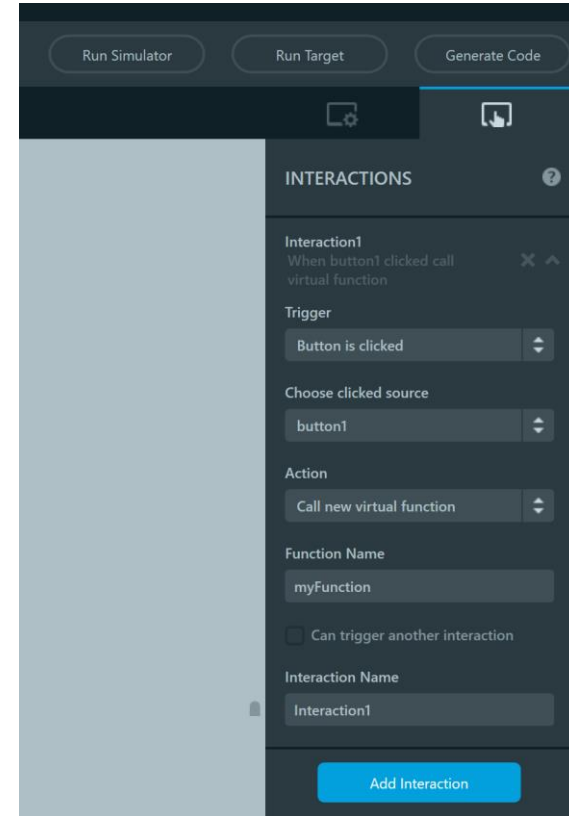 Run Simulator
Run Target
Generate Code
INTERACTIONS
?
Interaction1
When button1 clicked call
virtual function
Trigger
Button is clicked
Choose clicked source
button1
Action
Call new virtual function
Function Name
myFunction
Can trigger another interaction
Interaction Name
Interaction1
Add Interaction